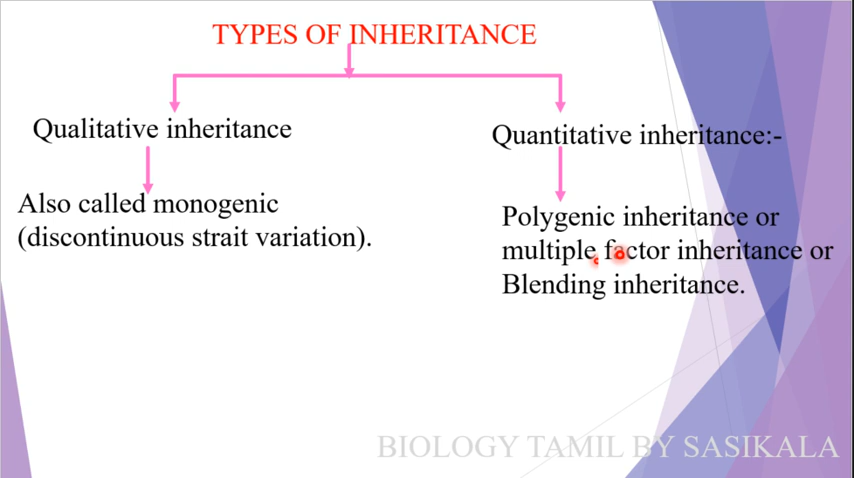 TYPES OF INHERITANCE
Qualitative inheritance
Also called monogenic
(discontinuous strait variation).
Quantitative inheritance:-
Polygenic inheritance or
multiple factor inheritance or
Blending inheritance.
BIOLOGY TAMIL BY SASIKALA